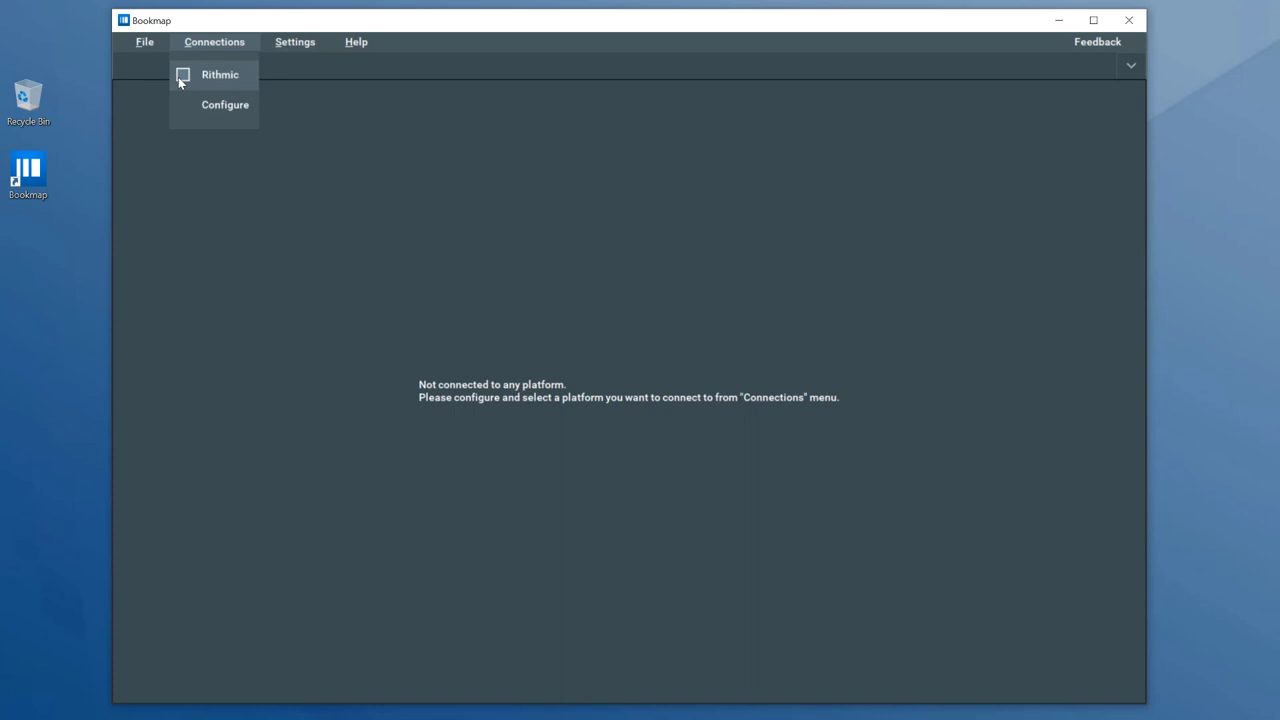 Bookmap
File Connections Settings Help Feedback
Rithmic
Configure
Recycle Bin
Bookmap
Not connected to any platform.
Please configure and select a platform you want to connect to from "Connections" menu.